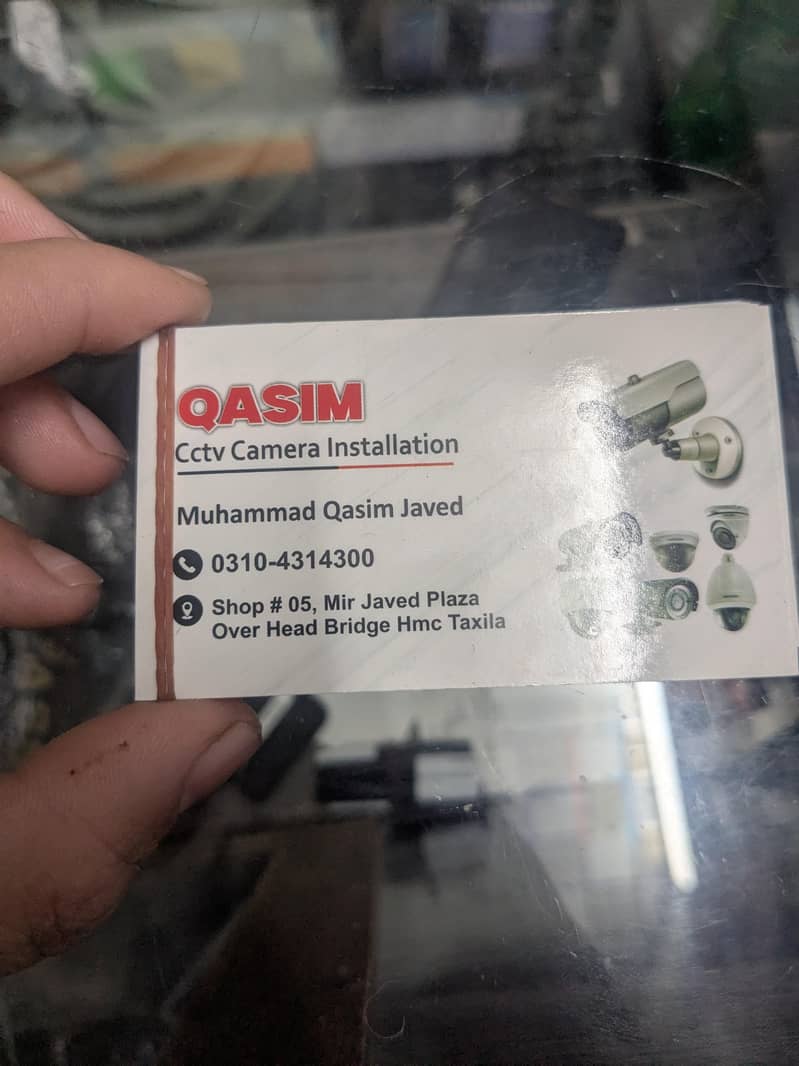 QASIM
Cctv Camera Installation
Muhammad Qasim Javed
0310-4314300
Shop # 05, Mir Javed Plaza
Over Head Bridge Hmc Taxila